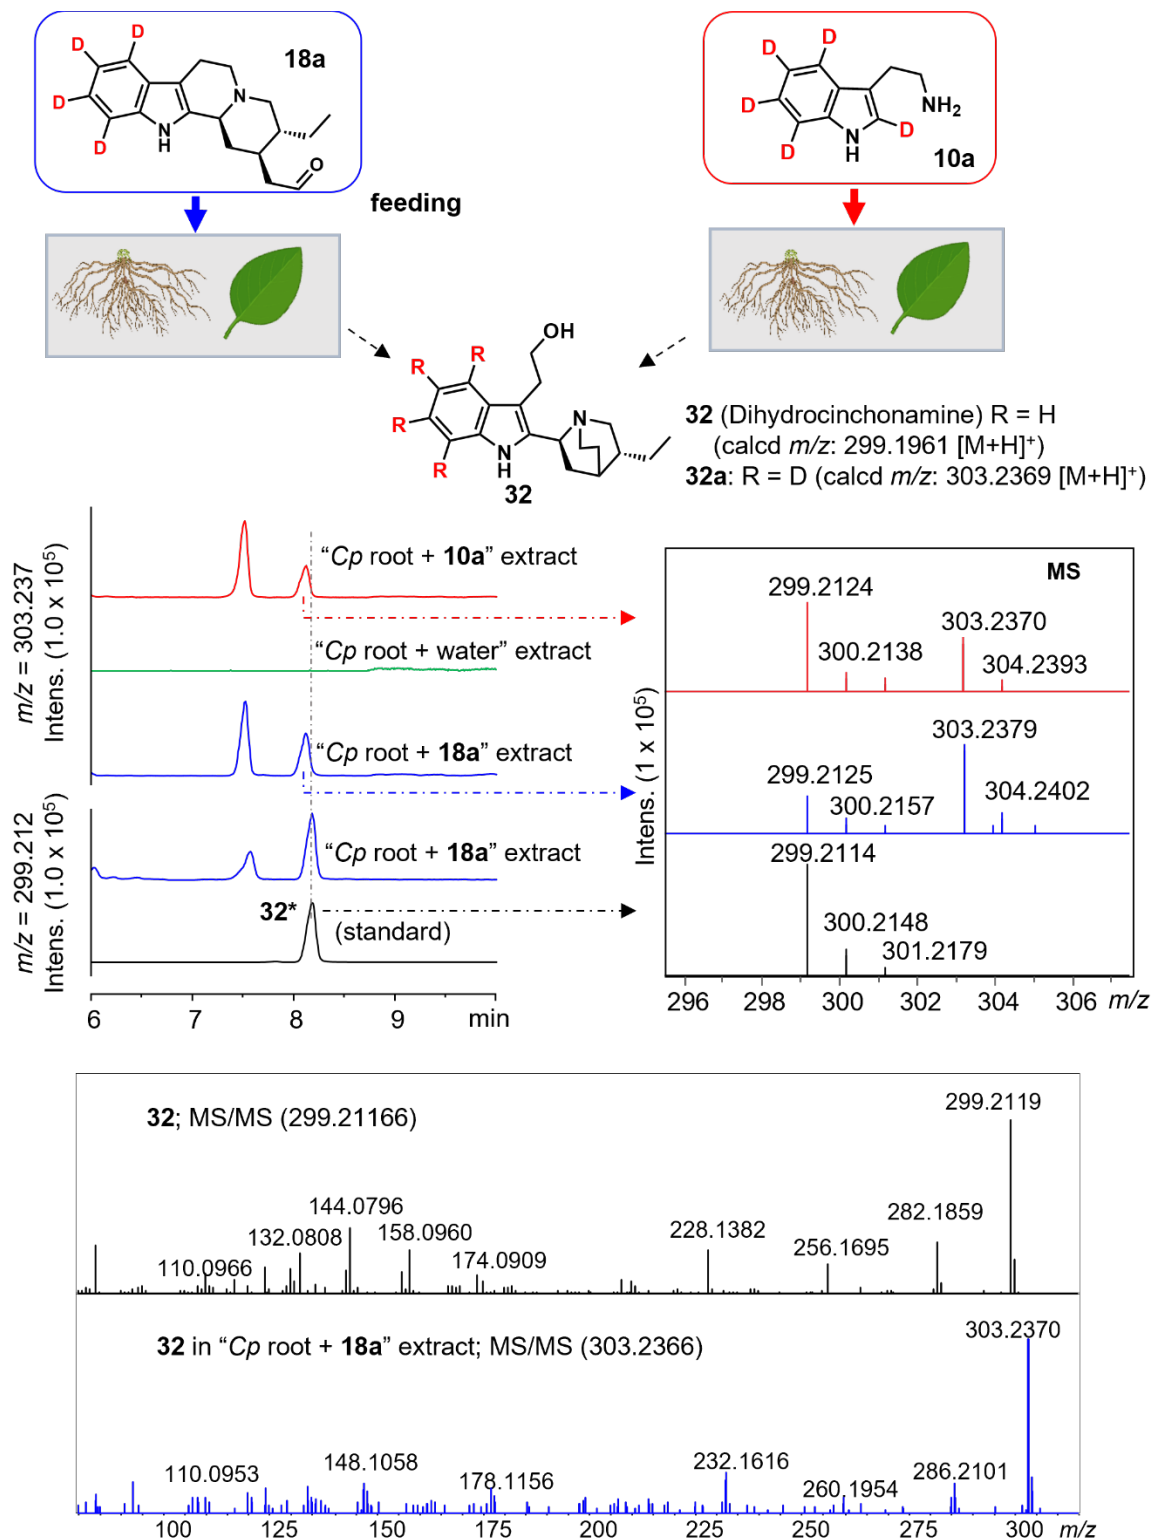 D
D
18a
D
D
N
N
H
O
D
D
D
D
D
NH2
N
H
10a
feeding
OH
R
R
R
R
N
N
H
32
32 (Dihydrocinchonamine) R = H
(calcd m/z: 299.1961 [M+H]+)
32a: R = D (calcd m/z: 303.2369 [M+H]+)
m/z = 303.237
Intens. (1.0 x 10^5)
"Cp root + 10a" extract
"Cp root + water" extract
"Cp root + 18a" extract
m/z = 299.212
Intens. (1.0 x 10^5)
"Cp root + 18a" extract
32*
(standard)
6 7 8 9 min
MS
Intens. (1 x 10^5)
299.2124
300.2138
303.2370
304.2393
303.2379
299.2125
300.2157
304.2402
299.2114
300.2148
301.2179
296 298 300 302 304 306 m/z
32; MS/MS (299.21166)
299.2119
144.0796
132.0808
158.0960
110.0966
174.0909
228.1382
256.1695
282.1859
32 in "Cp root + 18a" extract; MS/MS (303.2366)
303.2370
110.0953
148.1058
178.1156
232.1616
260.1954
286.2101
100 125 150 175 200 225 250 275 300 m/z